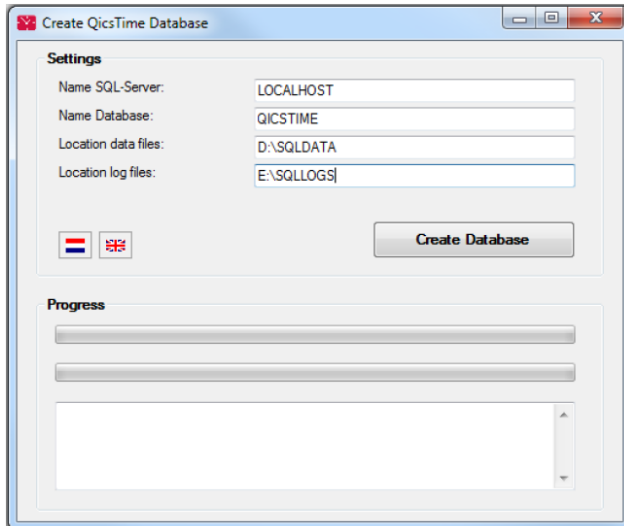 Create QicsTime Database
Settings
Name SQL-Server: LOCALHOST
Name Database: QICSTIME
Location data files: D:\SQLDATA
Location log files: E:\SQLLOGS
Create Database
Progress